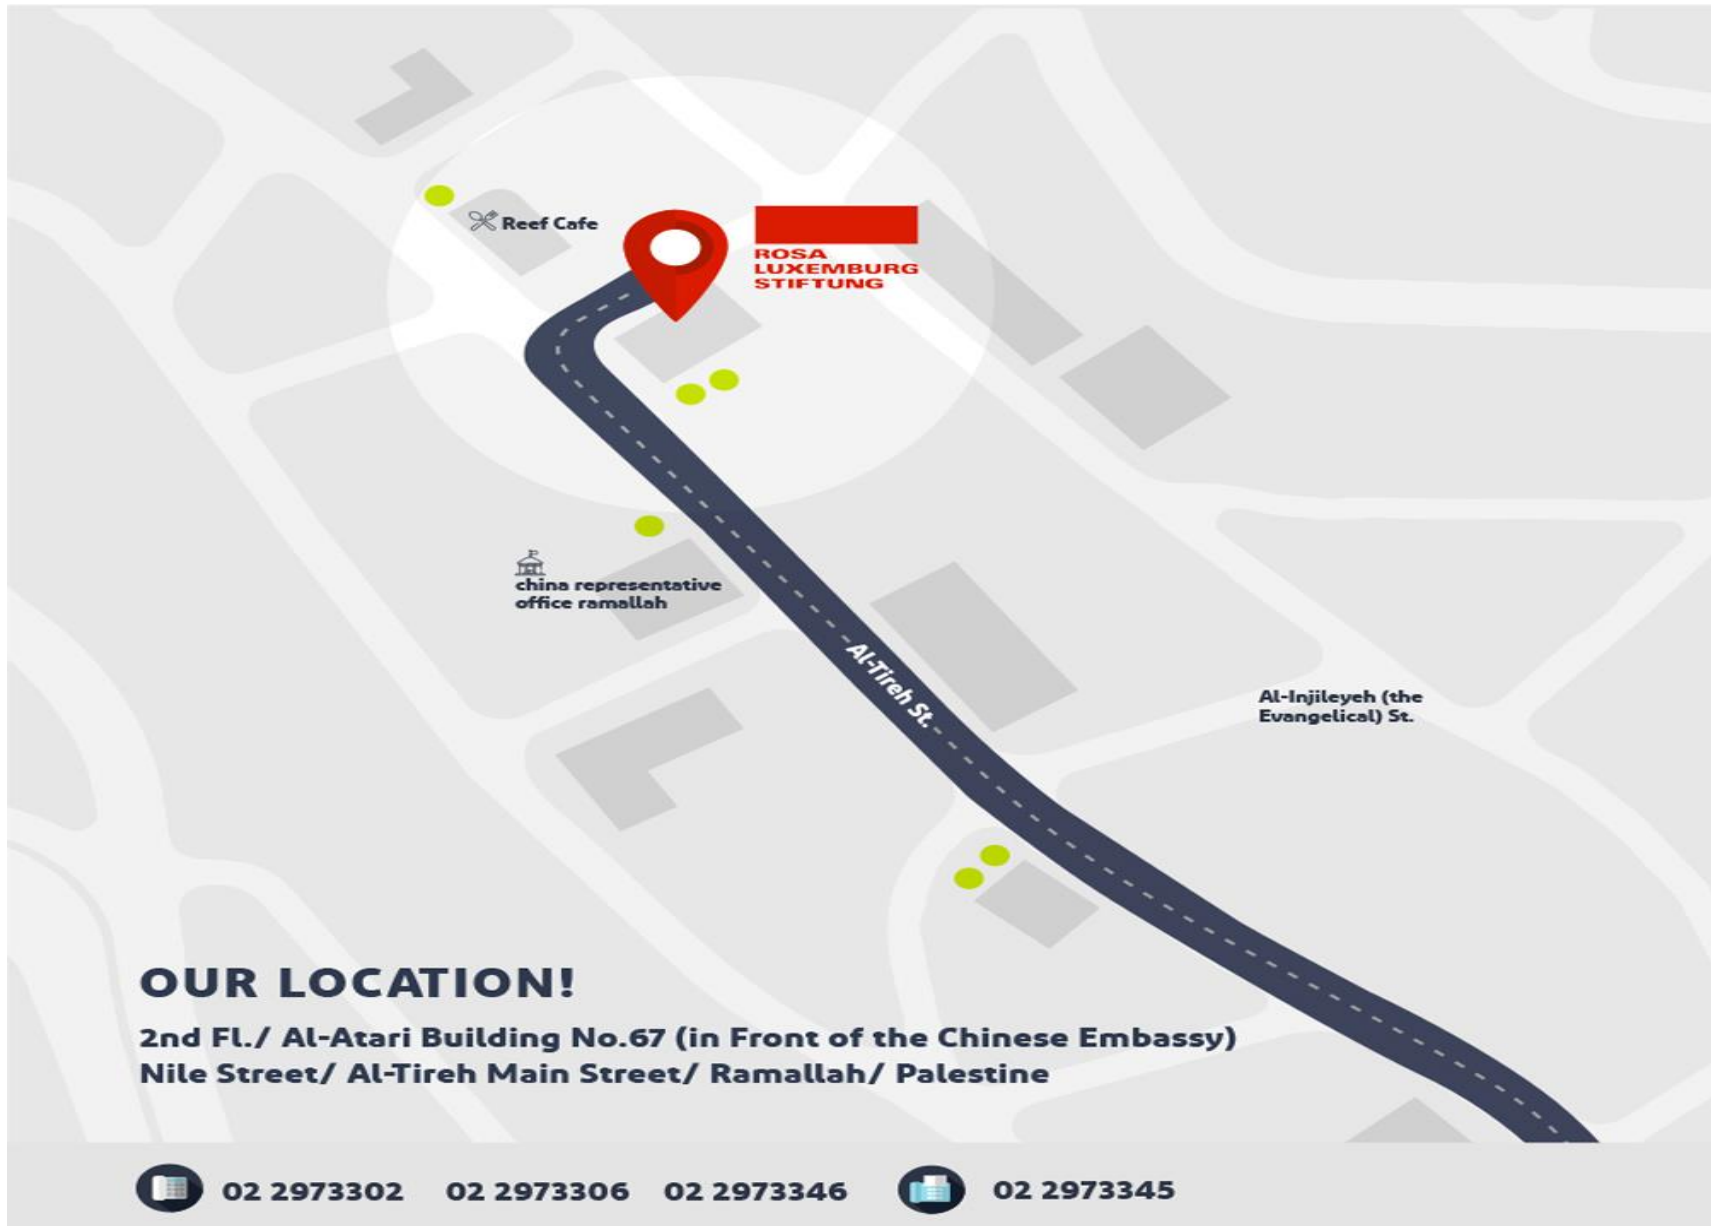 Reef Cafe
ROSA
LUXEMBURG
STIFTUNG
china representative
office ramallah
Al-Tireh St.
Al-Injileyeh (the
Evangelical) St.
OUR LOCATION!
2nd Fl./ Al-Atari Building No.67 (in Front of the Chinese Embassy)
Nile Street/ Al-Tireh Main Street/ Ramallah/ Palestine
02 2973302 02 2973306 02 2973346 02 2973345